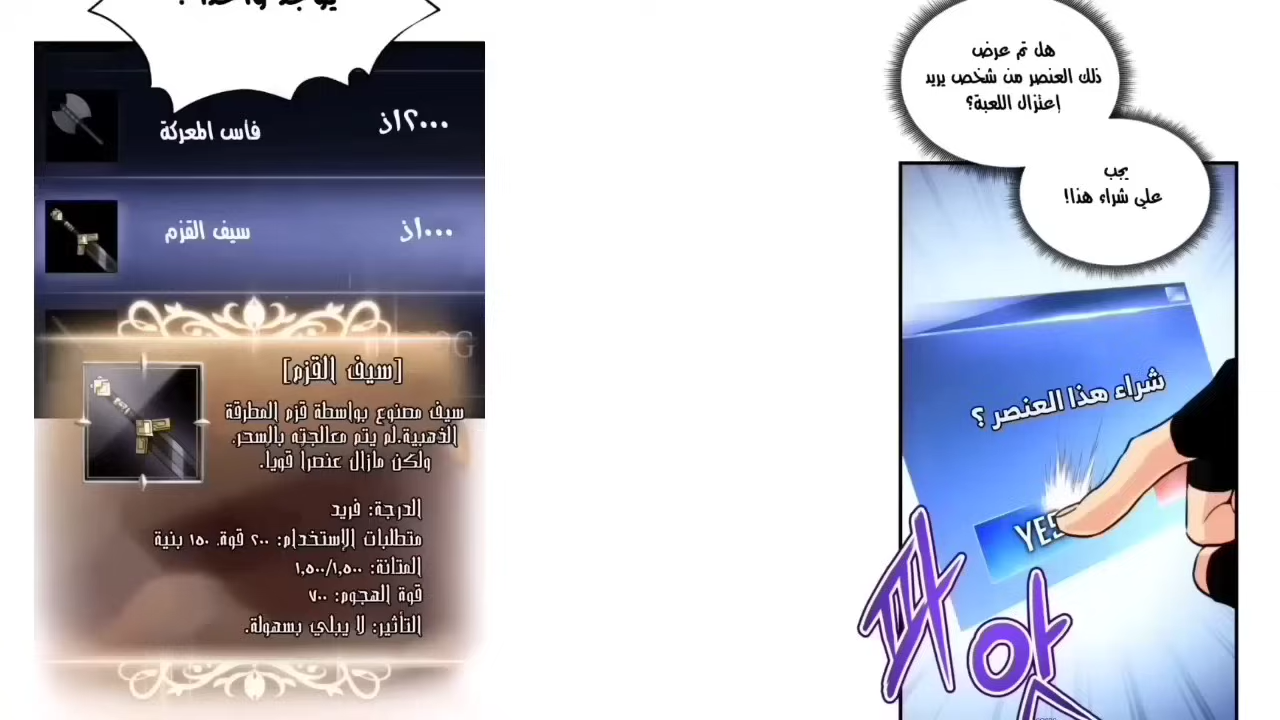 فأس المعركة
١٢٠٠٠ذ
سيف القزم
١٠٠٠ذ
[سيف القزم]
سيف مصنوع بواسطة قزم المطرقة
الذهبية.لم يتم معالجته بالسحر.
ولكن مازال عنصرا قويا.
الدرجة: فريد
متطلبات الإستخدام: ٢٠٠ قوة. ١٥٠ بنية
المتانة: ١,٥٠٠/١,٥٠٠
قوة الهجوم: ٧٠٠
التأثير: لا يبلي بسهولة.
هل تم عرض
ذلك العنصر من شخص يريد
إعتزال اللعبة؟
يجب
علي شراء هذا!
شراء هذا العنصر ؟
YES